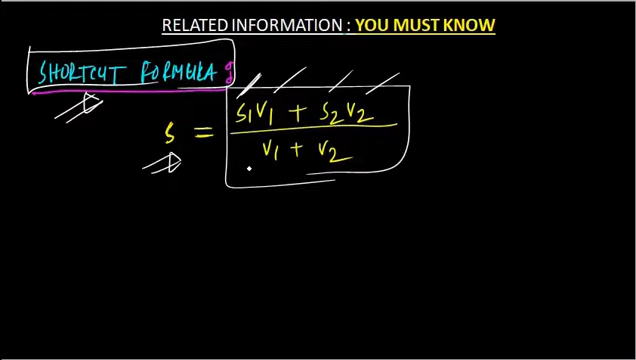 RELATED INFORMATION : YOU MUST KNOW
SHORTCUT FORMULA :
S = S₁V₁ + S₂V₂
V₁ + V₂